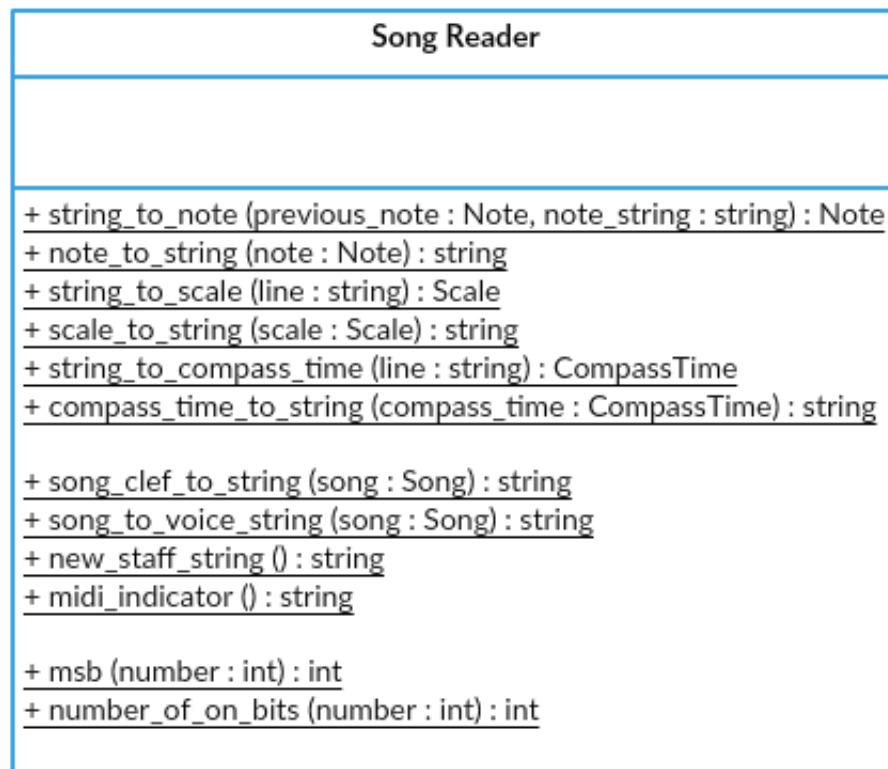 Song Reader
+ string_to_note (previous_note : Note, note_string : string) : Note
+ note_to_string (note : Note) : string
+ string_to_scale (line : string) : Scale
+ scale_to_string (scale : Scale) : string
+ string_to_compass_time (line : string) : CompassTime
+ compass_time_to_string (compass_time : CompassTime) : string
+ song_clef_to_string (song : Song) : string
+ song_to_voice_string (song : Song) : string
+ new_staff_string () : string
+ midi_indicator () : string
+ msb (number : int) : int
+ number_of_on_bits (number : int) : int